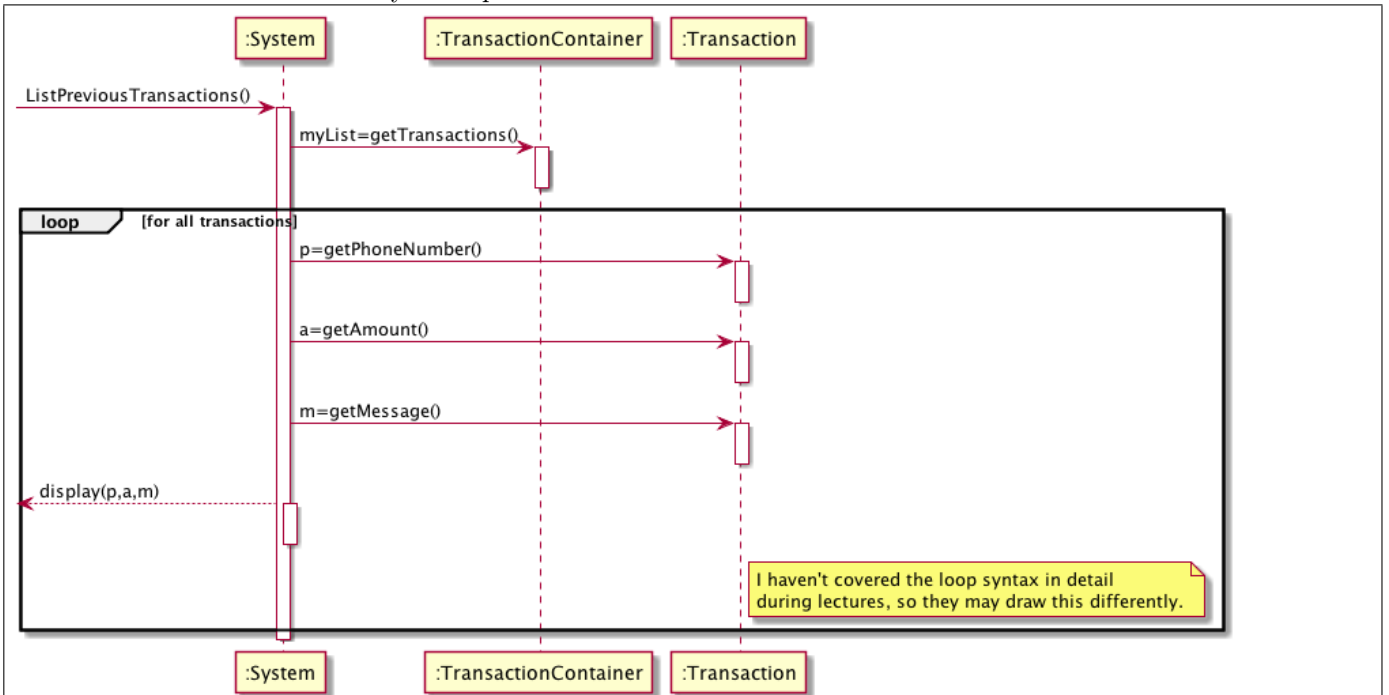 :System
:TransactionContainer
:Transaction
ListPreviousTransactions()
myList=getTransactions()
loop
[for all transactions]
p=getPhoneNumber()
a=getAmount()
m=getMessage()
display(p,a,m)
I haven't covered the loop syntax in detail
during lectures, so they may draw this differently.
:System
:TransactionContainer
:Transaction